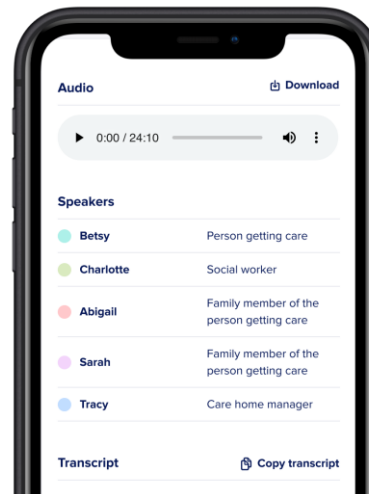 Audio Download
0:00 / 24:10
Speakers
Betsy Person getting care
Charlotte Social worker
Abigail Family member of the
person getting care
Sarah Family member of the
person getting care
Tracy Care home manager
Transcript Copy transcript